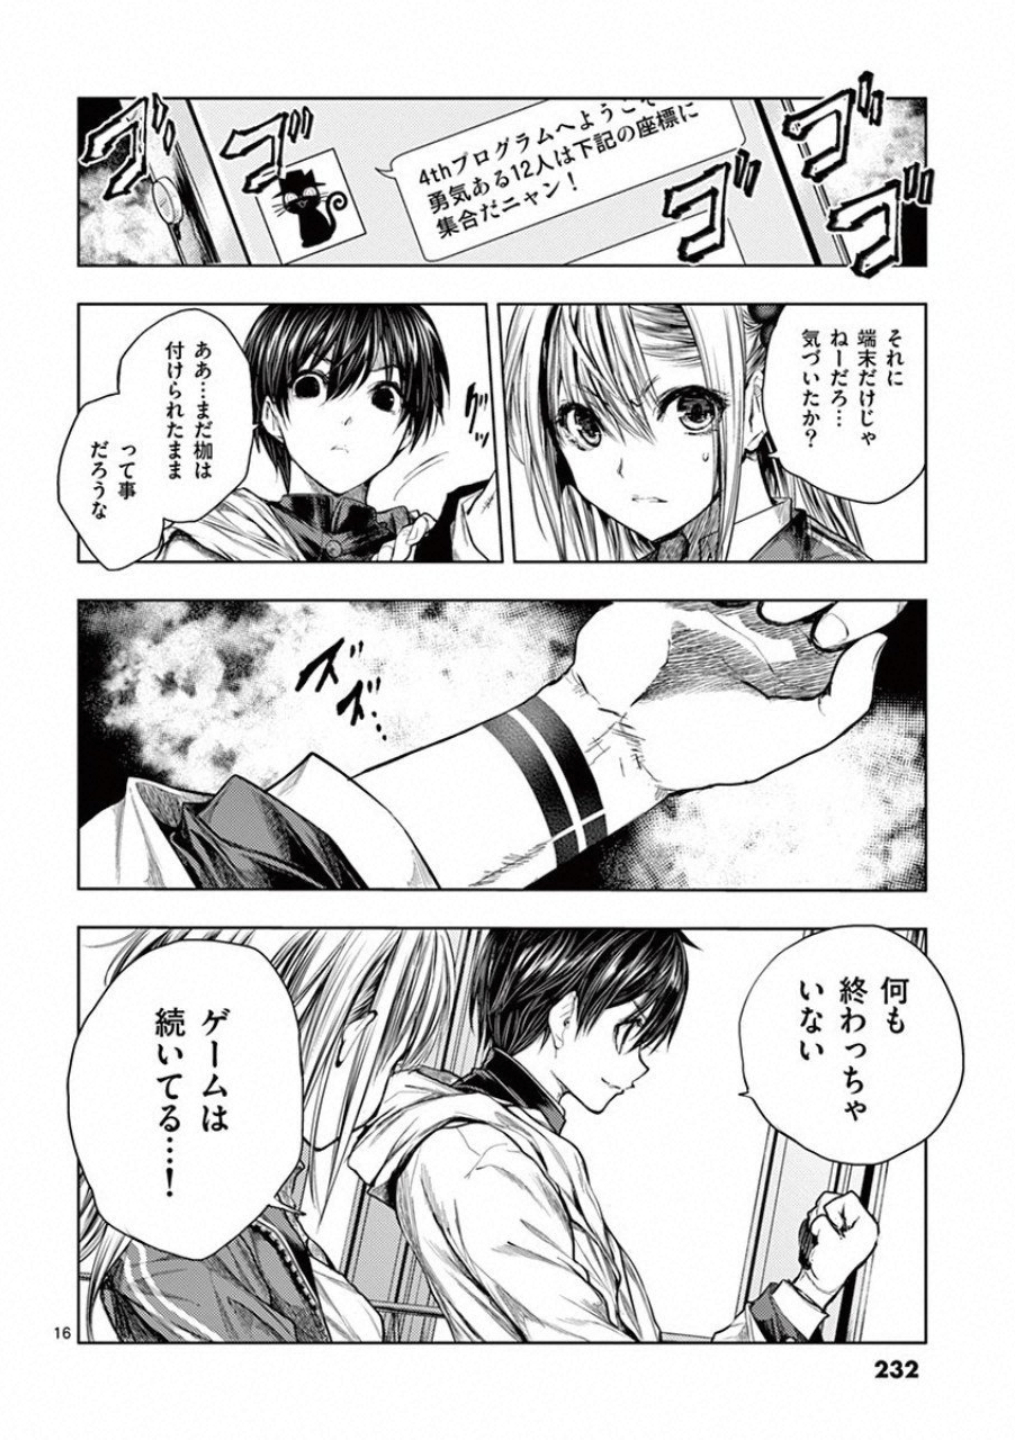 ゴゴゴゴゴ
4thプログラムへようこそ
勇気ある12人は下記の座標に
集合だニャン！
それに
端末だけじゃ
ねーだろ…
気づいたか？
グッ
ああ…まだ枷は
付けられたまま
って事
だろうな
ズズ…
何も
終わっちゃ
いない
ゲームは
続いてる…！
16
232